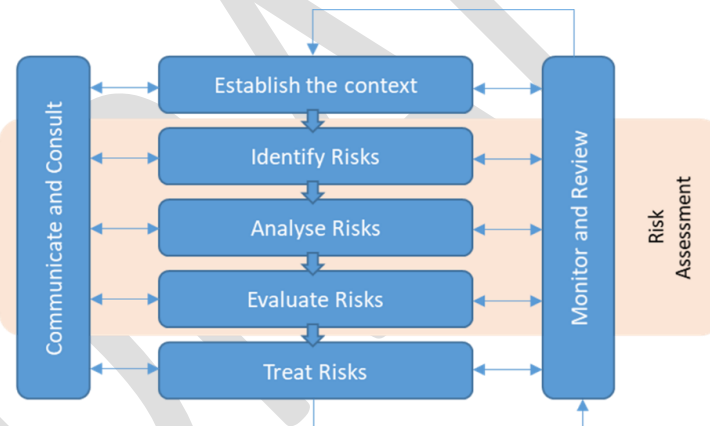 Establish the context
Communicate and Consult
Identify Risks
Analyse Risks
Evaluate Risks
Treat Risks
Monitor and Review
Risk
Assessment